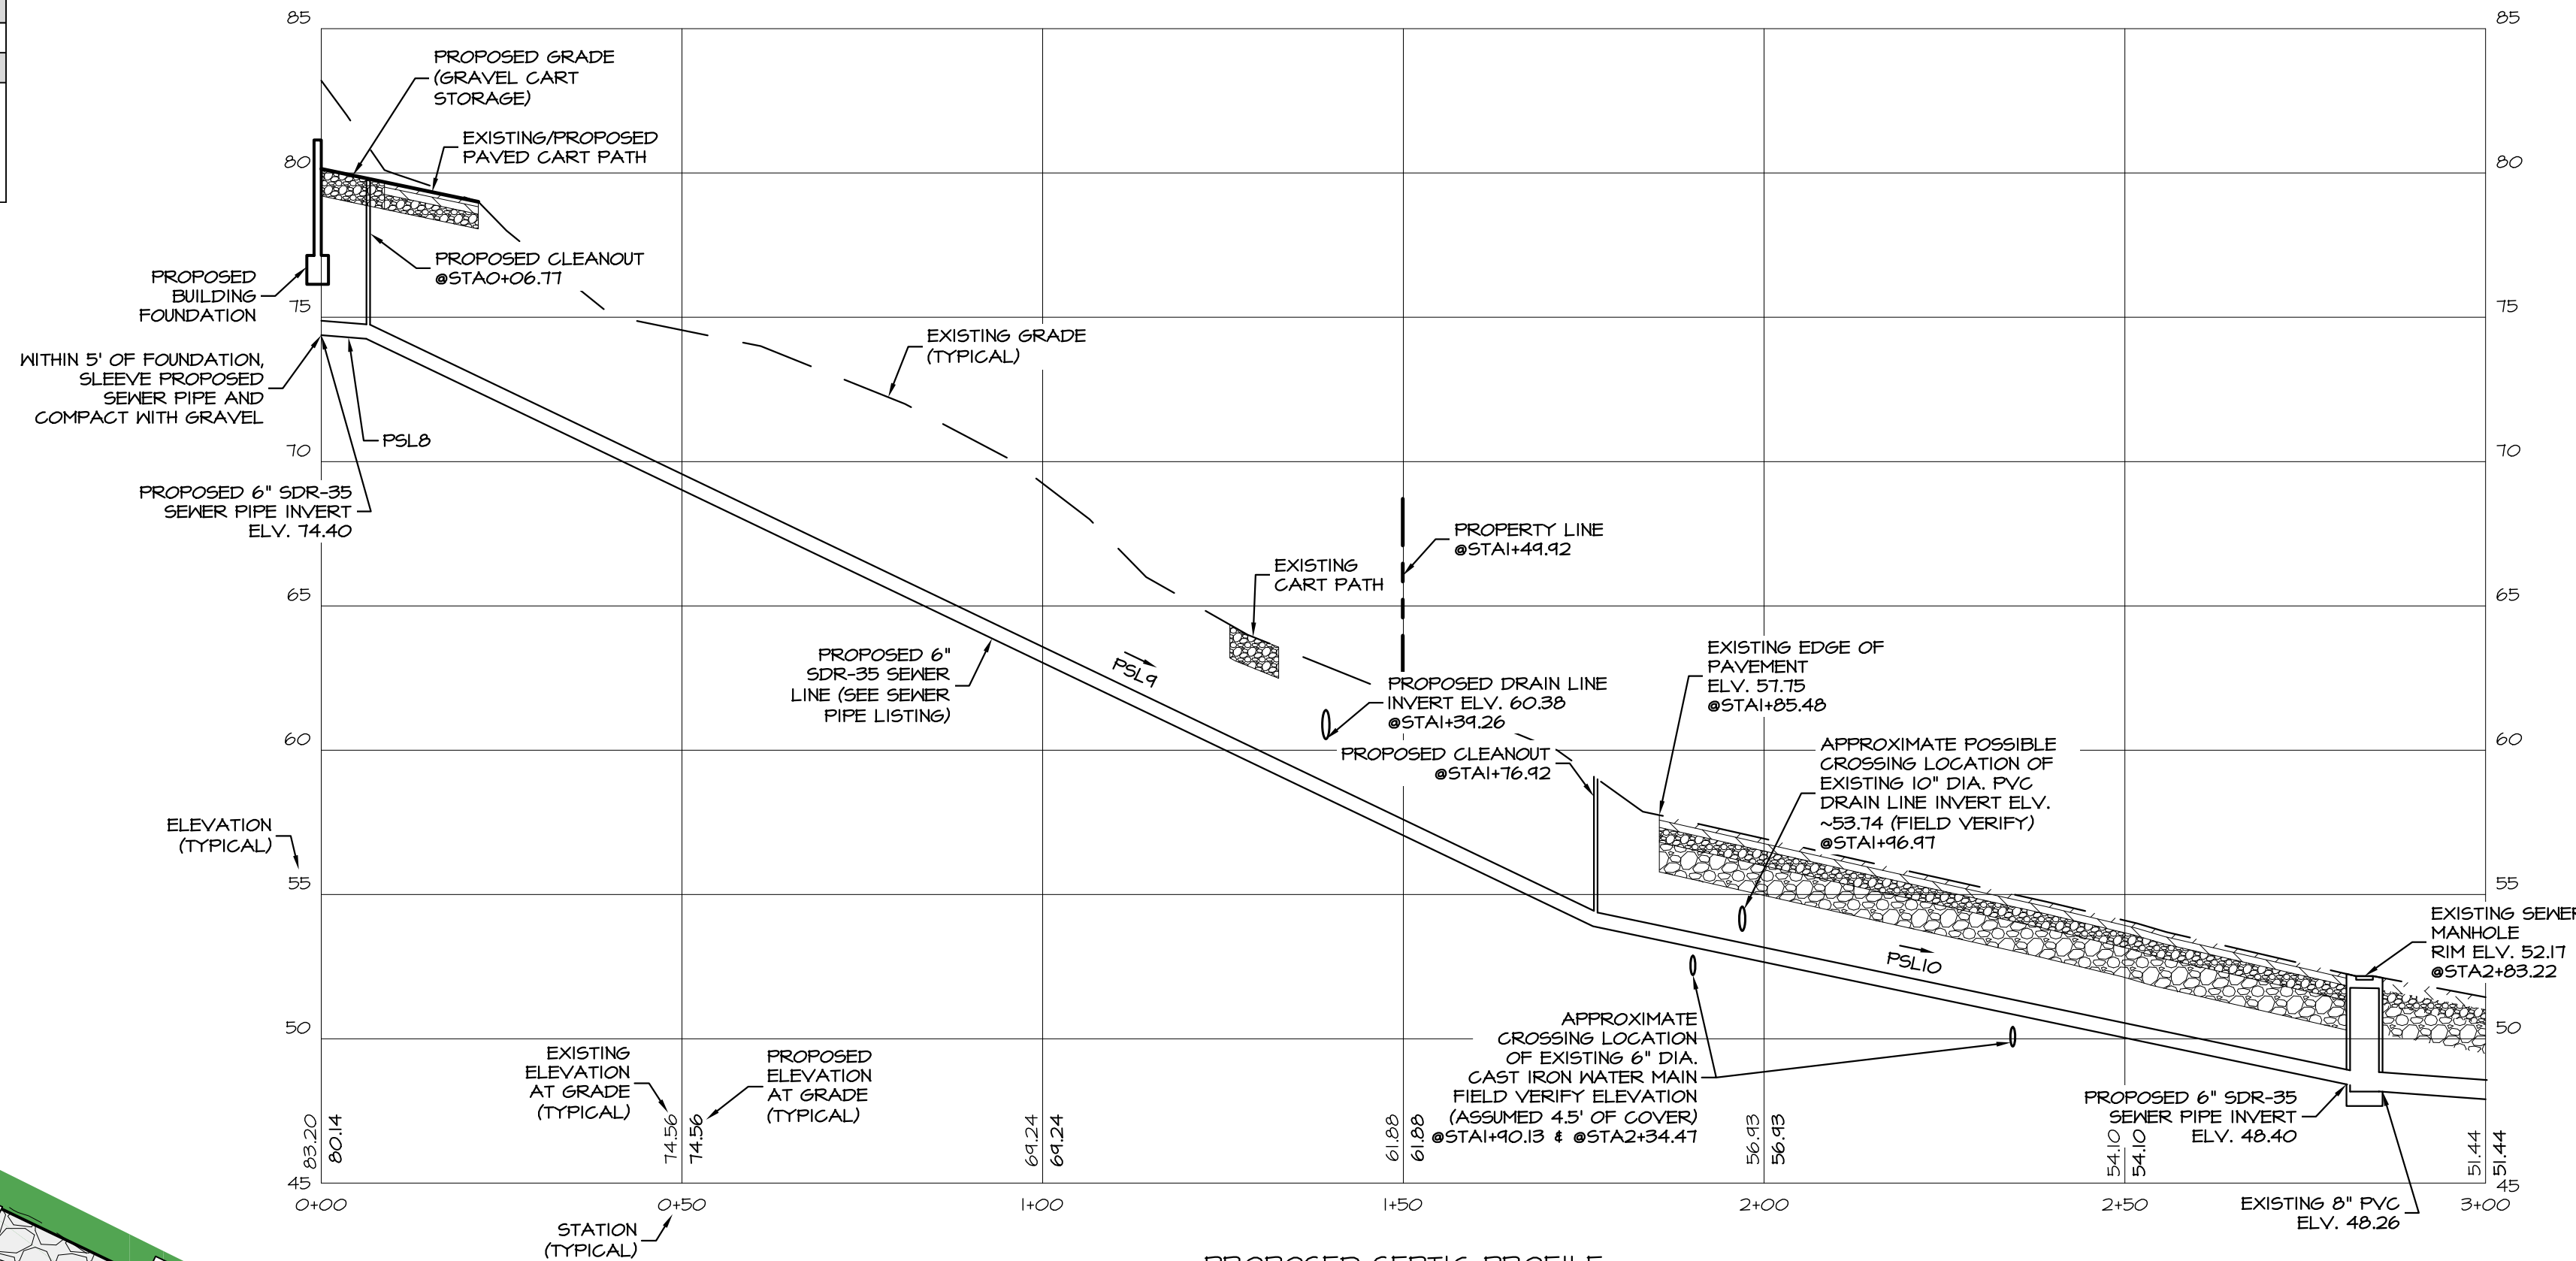 85
85
PROPOSED GRADE
(GRAVEL CART
STORAGE)
EXISTING/PROPOSED
PAVED CART PATH
80
80
PROPOSED CLEANOUT
@STA0+06.77
PROPOSED
BUILDING
FOUNDATION
75
75
EXISTING GRADE
(TYPICAL)
WITHIN 5' OF FOUNDATION,
SLEEVE PROPOSED
SEWER PIPE AND
COMPACT WITH GRAVEL
PSL8
70
70
PROPOSED 6" SDR-35
SEWER PIPE INVERT
ELV. 74.40
PROPERTY LINE
@STA1+49.92
EXISTING
CART PATH
65
65
PROPOSED 6"
SDR-35 SEWER
LINE (SEE SEWER
PIPE LISTING)
PSL9
EXISTING EDGE OF
PAVEMENT
ELV. 57.75
@STA1+85.48
PROPOSED DRAIN LINE
INVERT ELV. 60.38
@STA1+39.26
60
60
PROPOSED CLEANOUT
@STA1+76.92
APPROXIMATE POSSIBLE
CROSSING LOCATION OF
EXISTING 10" DIA. PVC
DRAIN LINE INVERT ELV.
~53.74 (FIELD VERIFY)
@STA1+96.97
ELEVATION
(TYPICAL)
55
55
EXISTING SEWER
MANHOLE
RIM ELV. 52.17
@STA2+83.22
PSL10
50
50
APPROXIMATE
CROSSING LOCATION
OF EXISTING 6" DIA.
CAST IRON WATER MAIN
FIELD VERIFY ELEVATION
(ASSUMED 4.5' OF COVER)
@STA1+90.13 & @STA2+34.47
EXISTING
ELEVATION
AT GRADE
(TYPICAL)
PROPOSED
ELEVATION
AT GRADE
(TYPICAL)
PROPOSED 6" SDR-35
SEWER PIPE INVERT
ELV. 48.40
83.20
80.14
74.56
74.56
69.24
69.24
61.88
61.88
56.93
56.93
54.10
54.10
51.44
51.44
45
45
0+00
0+50
1+00
1+50
2+00
2+50
3+00
STATION
(TYPICAL)
EXISTING 8" PVC
ELV. 48.26
PROPOSED SEPTIC PROFILE